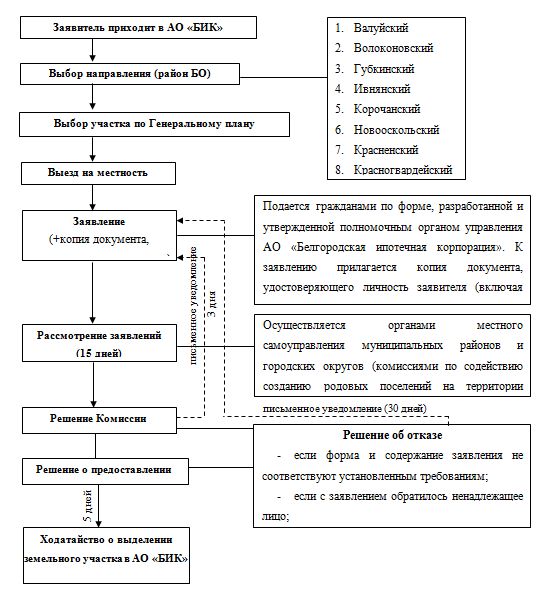 Заявитель приходит в АО «БИК»
Выбор направления (район БО)
1. Валуйский
2. Волоконовский
3. Губкинский
4. Ивнянский
5. Корочанский
6. Новооскольский
7. Красненский
8. Красногвардейский
Выбор участка по Генеральному плану
Выезд на местность
Заявление
(+копия документа,
Подается гражданами по форме, разработанной и
утвержденной полномочным органом управления
АО «Белгородская ипотечная корпорация». К
заявлению прилагается копия документа,
удостоверяющего личность заявителя (включая
письменное уведомление
3 дня
Рассмотрение заявлений
(15 дней)
Осуществляется органами местного
самоуправления муниципальных районов и
городских округов (комиссиями по содействию
созданию родовых поселений на территории
письменное уведомление (30 дней)
Решение Комиссии
Решение об отказе
- если форма и содержание заявления не
соответствуют установленным требованиям;
- если с заявлением обратилось ненадлежащее
лицо;
Решение о предоставлении
5 дней
Ходатайство о выделении
земельного участка в АО «БИК»